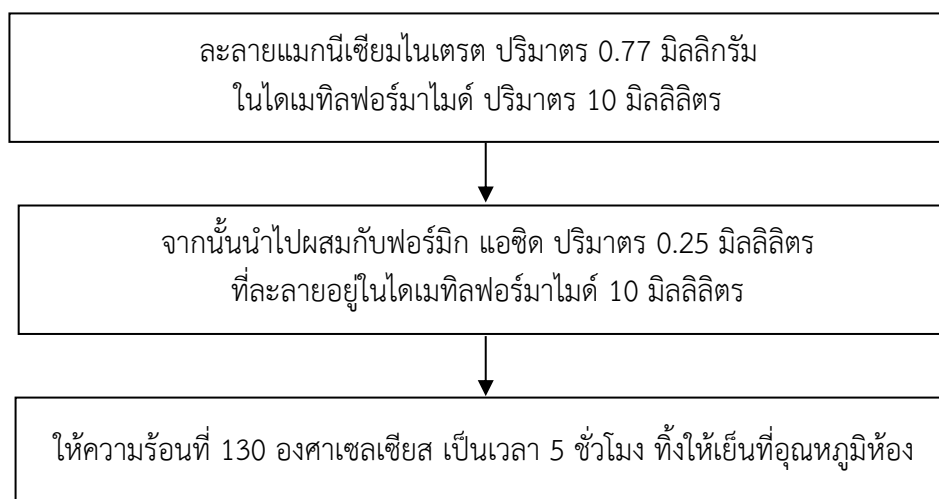 ละลายแมกนีเซียมไนเตรต ปริมาตร 0.77 มิลลิกรัม
ในไดเมทิลฟอร์มาไมด์ ปริมาตร 10 มิลลิลิตร
จากนั้นนำไปผสมกับฟอร์มิก แอซิด ปริมาตร 0.25 มิลลิลิตร
ที่ละลายอยู่ในไดเมทิลฟอร์มาไมด์ 10 มิลลิลิตร
ให้ความร้อนที่ 130 องศาเซลเซียส เป็นเวลา 5 ชั่วโมง ทิ้งให้เย็นที่อุณหภูมิห้อง